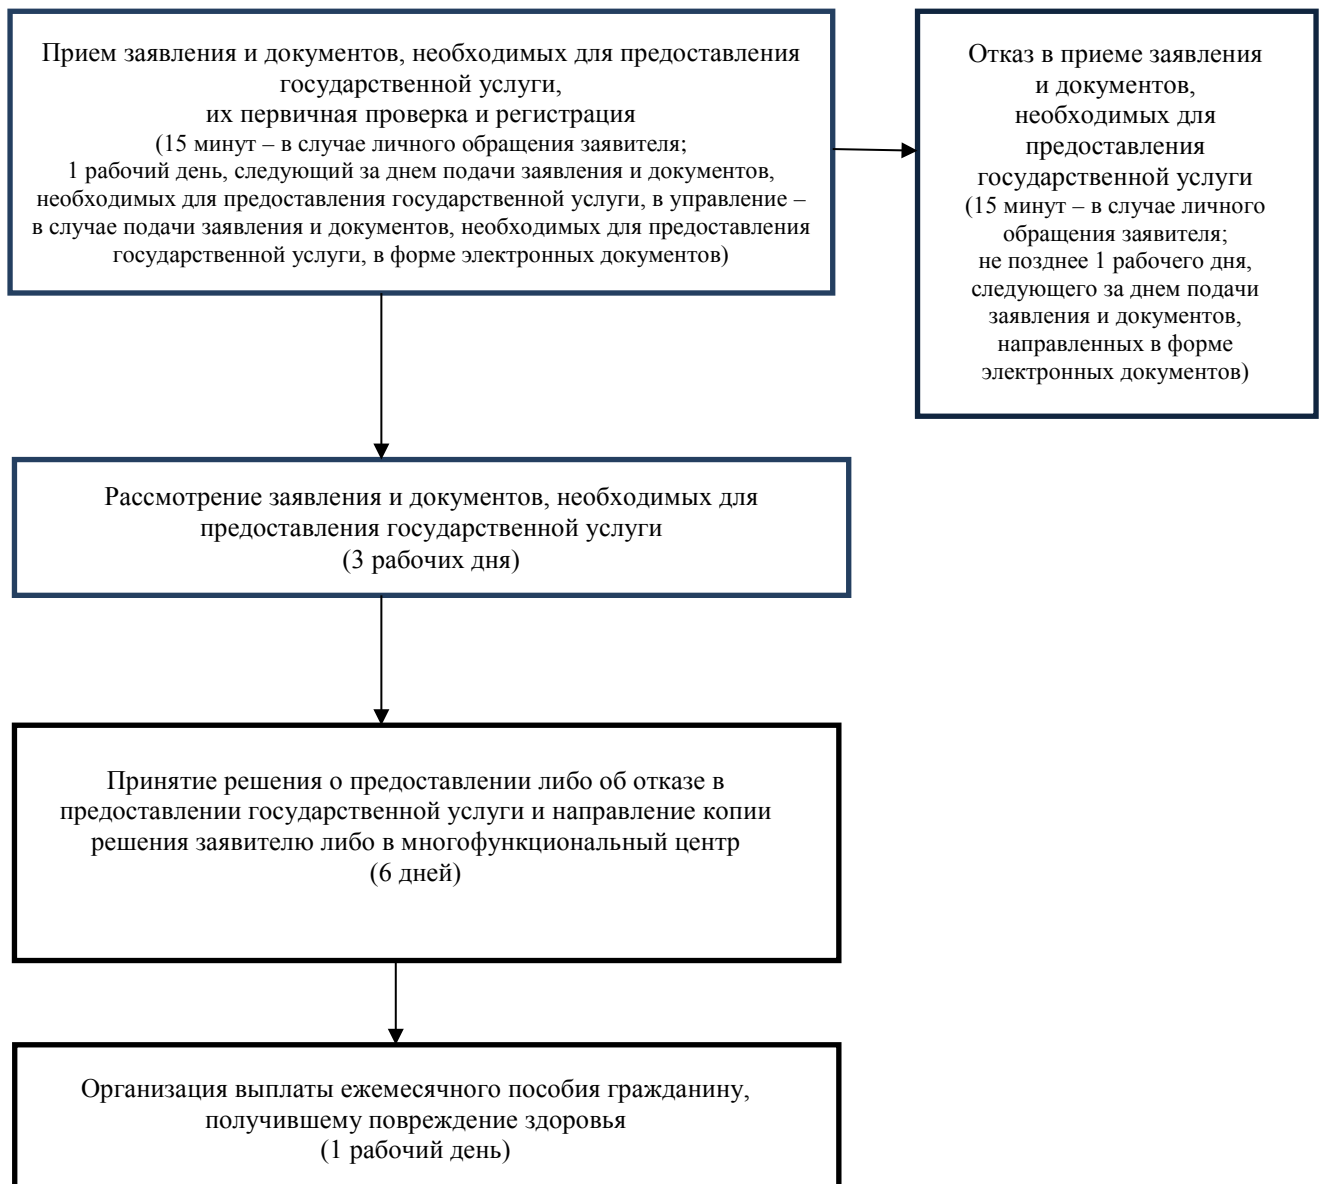 Прием заявления и документов, необходимых для предоставления
государственной услуги,
их первичная проверка и регистрация
(15 минут – в случае личного обращения заявителя;
1 рабочий день, следующий за днем подачи заявления и документов,
необходимых для предоставления государственной услуги, в управление –
в случае подачи заявления и документов, необходимых для предоставления
государственной услуги, в форме электронных документов)
Отказ в приеме заявления
и документов,
необходимых для
предоставления
государственной услуги
(15 минут – в случае личного
обращения заявителя;
не позднее 1 рабочего дня,
следующего за днем подачи
заявления и документов,
направленных в форме
электронных документов)
Рассмотрение заявления и документов, необходимых для
предоставления государственной услуги
(3 рабочих дня)
Принятие решения о предоставлении либо об отказе в
предоставлении государственной услуги и направление копии
решения заявителю либо в многофункциональный центр
(6 дней)
Организация выплаты ежемесячного пособия гражданину,
получившему повреждение здоровья
(1 рабочий день)